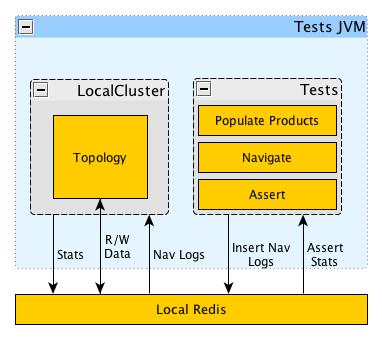 Tests JVM
LocalCluster
Tests
Topology
Populate Products
Navigate
Assert
Stats
R/W
Data
Nav Logs
Insert Nav
Logs
Assert
Stats
Local Redis